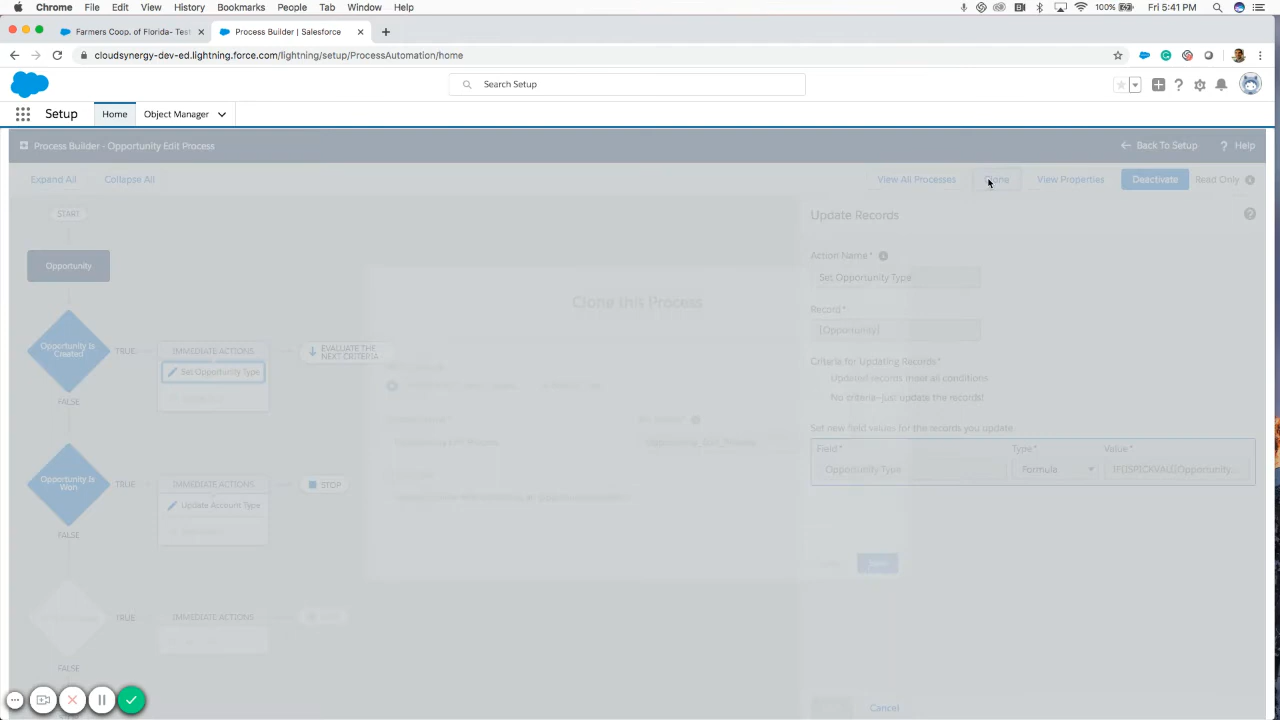 Chrome File Edit View History Bookmarks People Tab Window Help 100% Fri 5:41 PM
Farmers Coop. of Florida- Test
Process Builder | Salesforce
cloudsynergy-dev-ed.lightning.force.com/lightning/setup/ProcessAutomation/home
Search Setup
Setup Home Object Manager
Process Builder - Opportunity Edit Process Back To Setup ? Help
Expand All Collapse All View All Processes Clone View Properties Deactivate Read Only
START
Update Records
Action Name*
Opportunity
Set Opportunity Type
Clone this Process
Record*
[Opportunity]
Opportunity Is Created
TRUE
IMMEDIATE ACTIONS
EVALUATE THE NEXT CRITERIA
Criteria for Updating Records*
Set Opportunity Type
Updated records meet all conditions
FALSE
No criteria—just update the records!
Set new field values for the records you update
Opportunity Edit Process
Opportunity_Edit_Process
Field* Type* Value*
Opportunity Type Formula IF(ISPICKVAL([Opportunity...
Opportunity Is Won
TRUE
IMMEDIATE ACTIONS
STOP
Update Account Type
FALSE
TRUE
IMMEDIATE ACTIONS
FALSE
Cancel